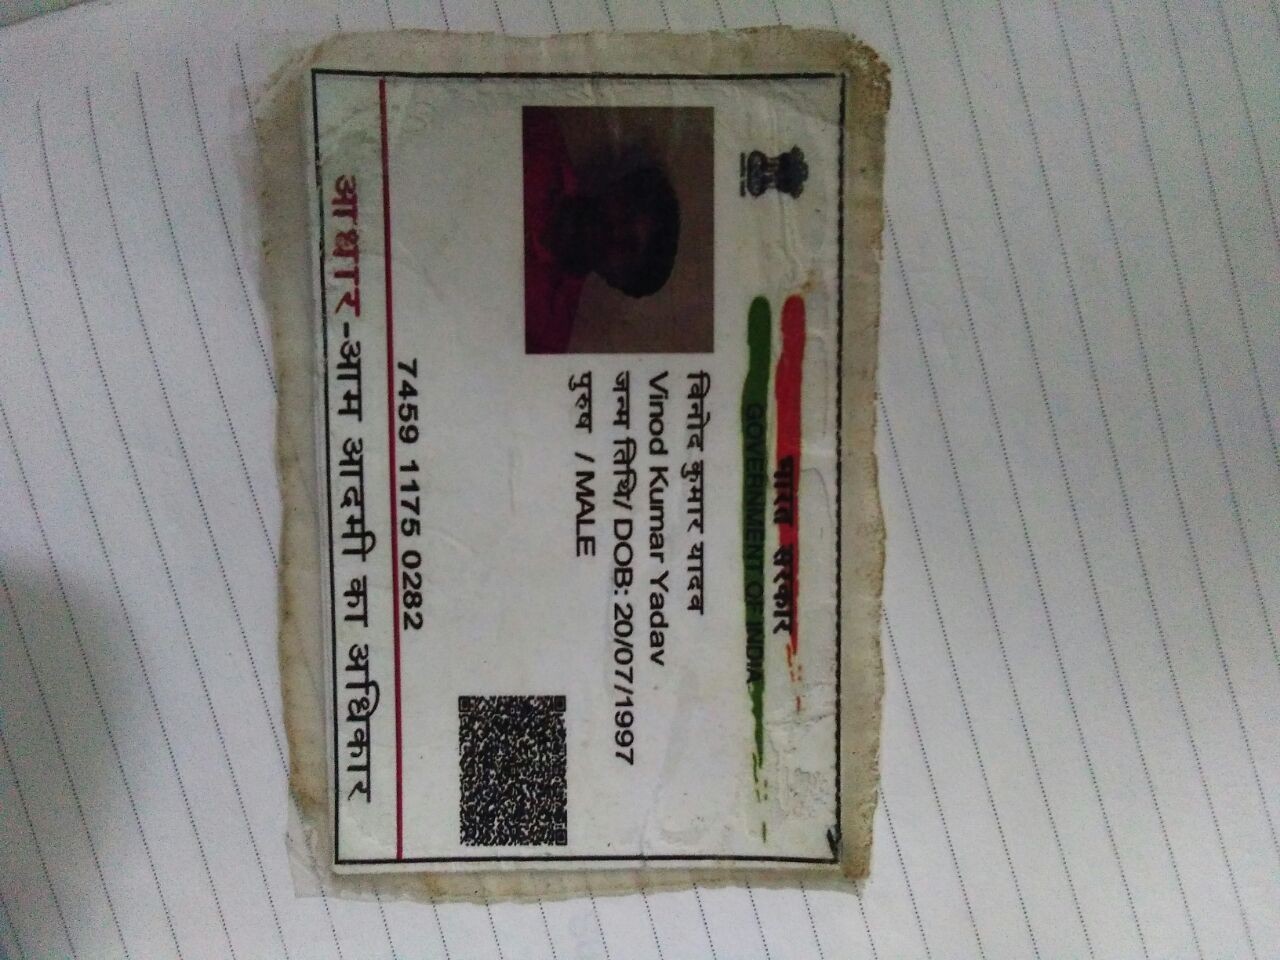 भारत सरकार
GOVERNMENT OF INDIA
विनोद कुमार यादव
Vinod Kumar Yadav
जन्म तिथि/ DOB: 20/07/1997
पुरुष / MALE
7459 1175 0282
आधार-आम आदमी का अधिकार